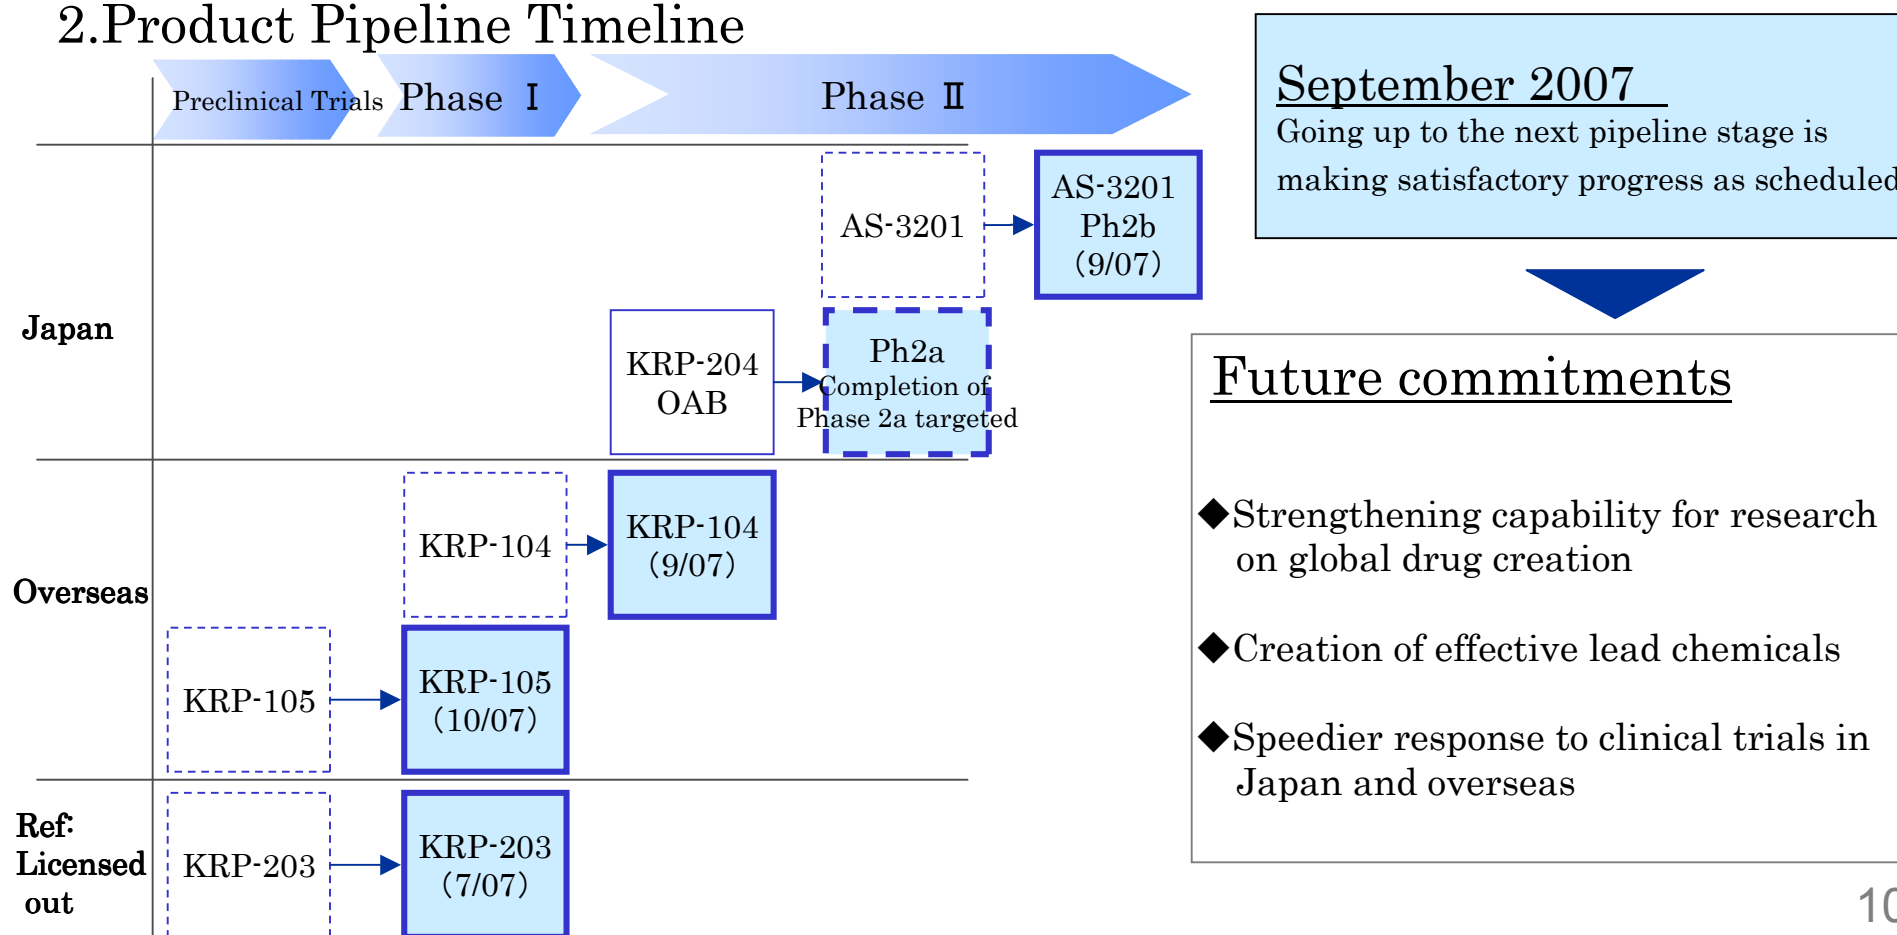 2.Product Pipeline Timeline
Preclinical Trials
Phase Ⅰ
Phase Ⅱ
September 2007
Going up to the next pipeline stage is
making satisfactory progress as scheduled
Japan
AS-3201
AS-3201
Ph2b
（9/07）
KRP-204
OAB
Ph2a
Completion of
Phase 2a targeted
Overseas
KRP-104
KRP-104
（9/07）
KRP-105
KRP-105
（10/07）
Ref:
Licensed
out
KRP-203
KRP-203
（7/07）
Future commitments
◆Strengthening capability for research
on global drug creation
◆Creation of effective lead chemicals
◆Speedier response to clinical trials in
Japan and overseas
10